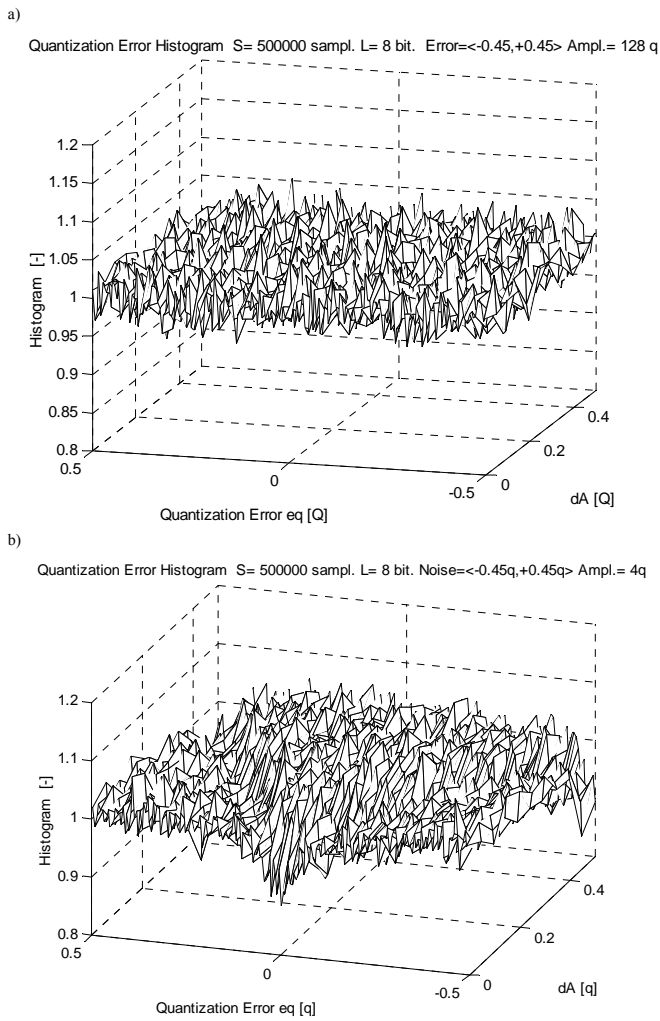 a)
Quantization Error Histogram S= 500000 sampl. L= 8 bit. Error=<-0.45,+0.45> Ampl.= 128 q
1.2
1.15
1.1
1.05
1
0.95
0.9
0.85
0.8
Histogram [-]
0.5
0
-0.5
Quantization Error eq [Q]
0
0.2
0.4
dA [Q]
b)
Quantization Error Histogram S= 500000 sampl. L= 8 bit. Noise=<-0.45q,+0.45q> Ampl.= 4q
1.2
1.1
1
0.9
0.8
Histogram [-]
0.5
0
-0.5
Quantization Error eq [q]
0
0.2
0.4
dA [q]